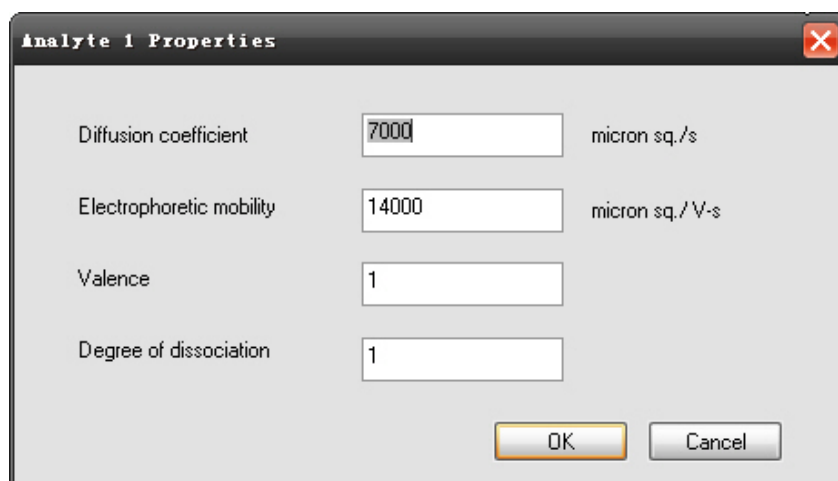 Analyte 1 Properties
Diffusion coefficient 7000 micron sq./s
Electrophoretic mobility 14000 micron sq./ V-s
Valence 1
Degree of dissociation 1
OK Cancel